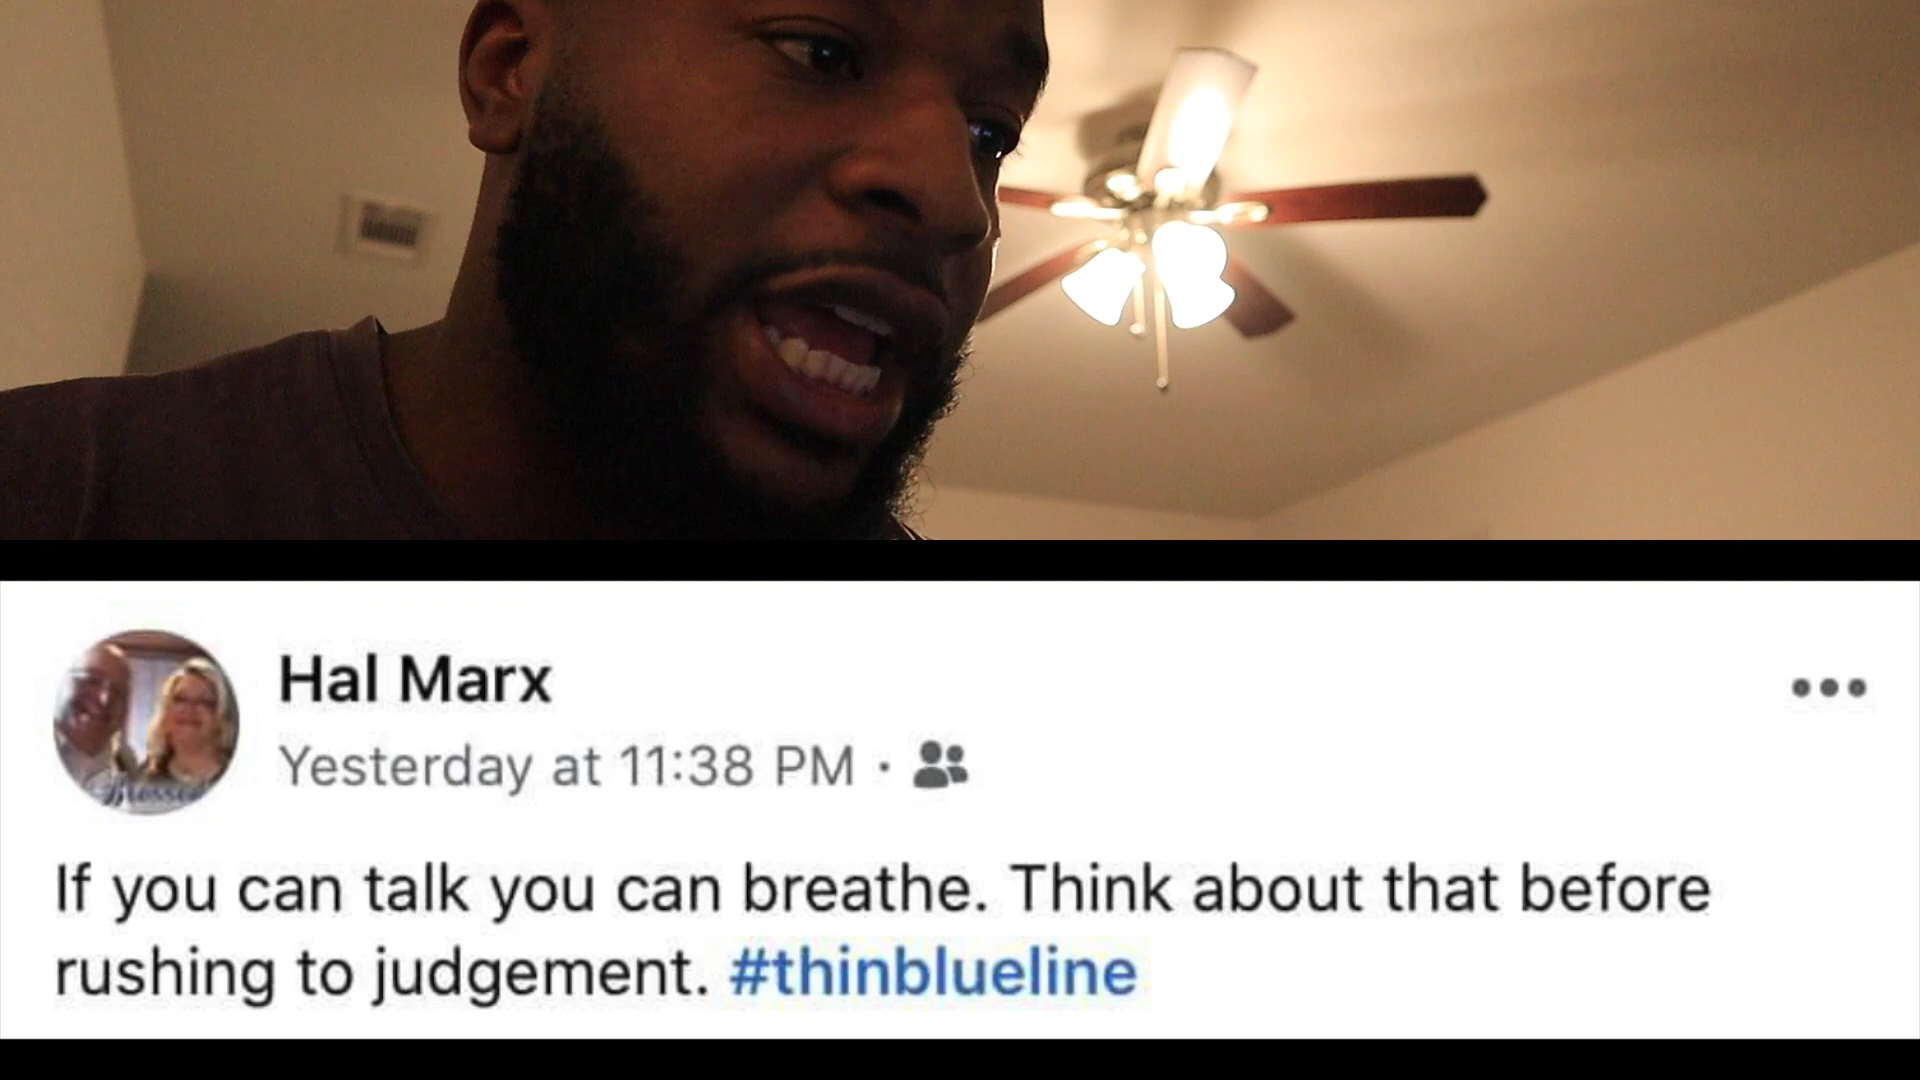 Hal Marx
Yesterday at 11:38 PM ·
If you can talk you can breathe. Think about that before
rushing to judgement. #thinblueline
Blessed